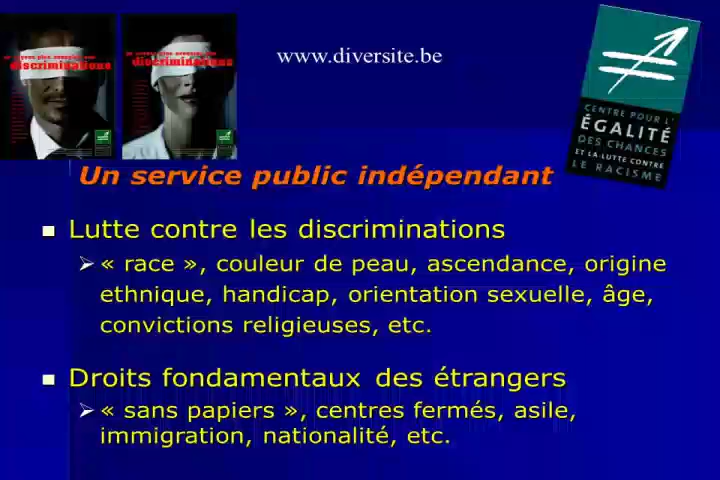 www.diversite.be
discriminations
discriminations
CENTRE POUR L'
ÉGALITÉ
DES CHANCES
ET LA LUTTE CONTRE
LE RACISME
Un service public indépendant
Lutte contre les discriminations
« race », couleur de peau, ascendance, origine
ethnique, handicap, orientation sexuelle, âge,
convictions religieuses, etc.
Droits fondamentaux des étrangers
« sans papiers », centres fermés, asile,
immigration, nationalité, etc.